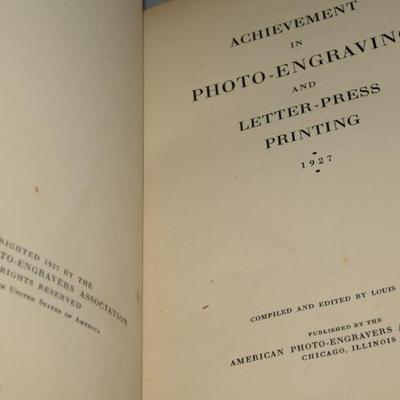 RIGHTED 1927 BY THE
TO-ENGRAVERS ASSOCIATION
RIGHTS RESERVED
UNITED STATES OF AMERICA
ACHIEVEMENT
IN
PHOTO-ENGRAVING
AND
LETTER-PRESS
PRINTING
1927
COMPILED AND EDITED BY LOUIS
PUBLISHED BY THE
AMERICAN PHOTO-ENGRAVERS A
CHICAGO, ILLINOIS